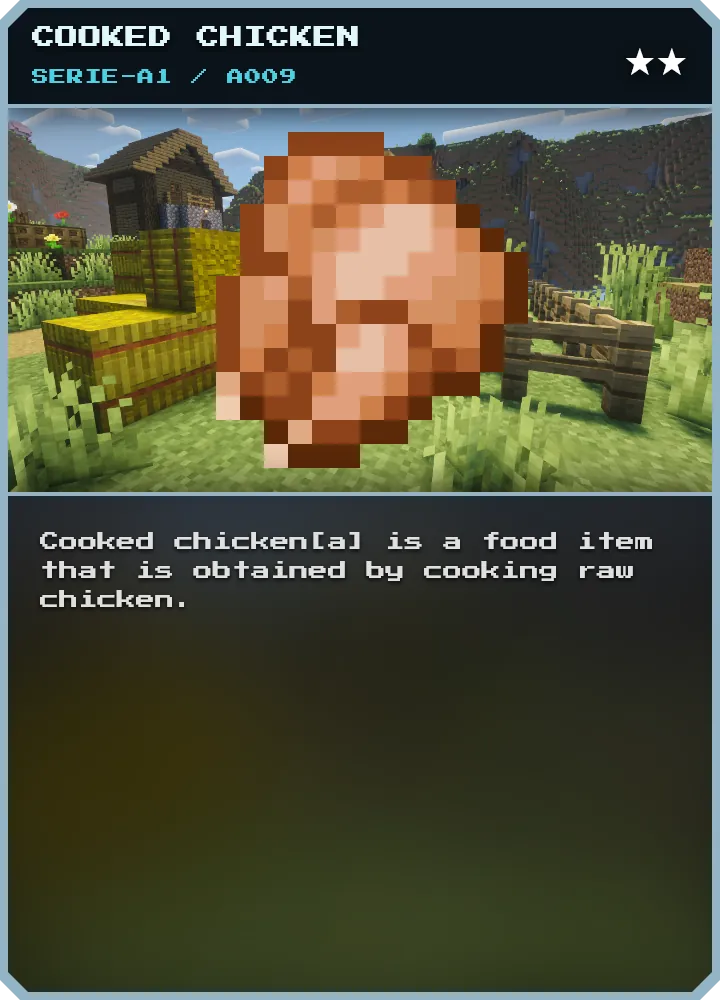 COOKED CHICKEN
SERIE-A1 / A009
Cooked chicken[a] is a food item
that is obtained by cooking raw
chicken.